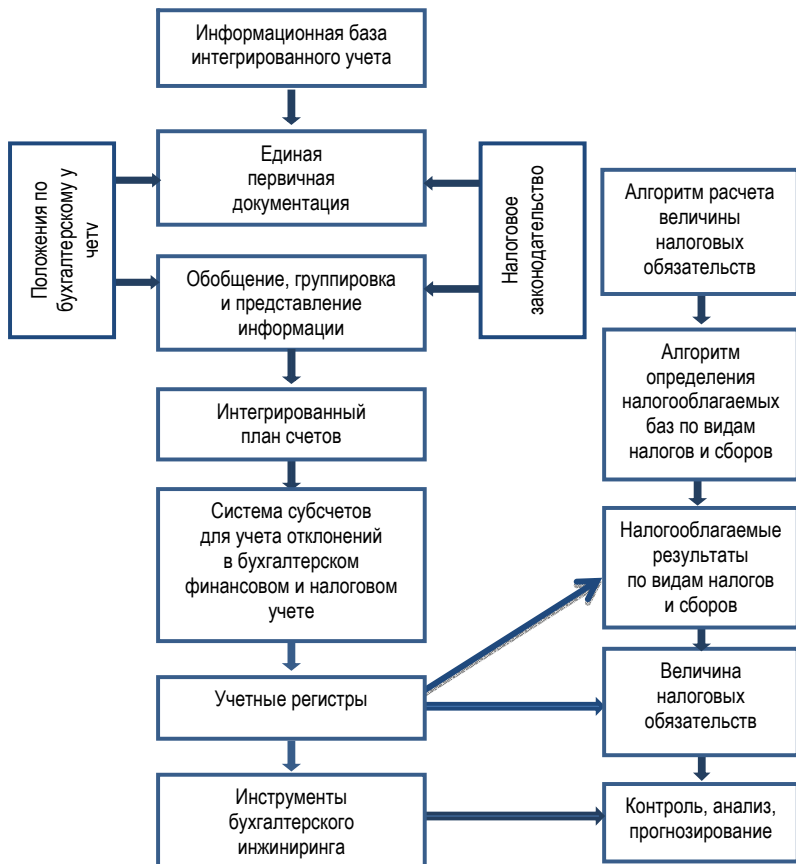 Информационная база
интегрированного учета
Единая
первичная
документация
Положения по
бухгалтерскому у
чету
Налоговое
законодательство
Обобщение, группировка
и представление
информации
Интегрированный
план счетов
Система субсчетов
для учета отклонений
в бухгалтерском
финансовом и налоговом
учете
Учетные регистры
Инструменты
бухгалтерского
инжиниринга
Алгоритм расчета
величины
налоговых
обязательств
Алгоритм
определения
налогооблагаемых
баз по видам
налогов и сборов
Налогооблагаемые
результаты
по видам налогов
и сборов
Величина
налоговых
обязательств
Контроль, анализ,
прогнозирование